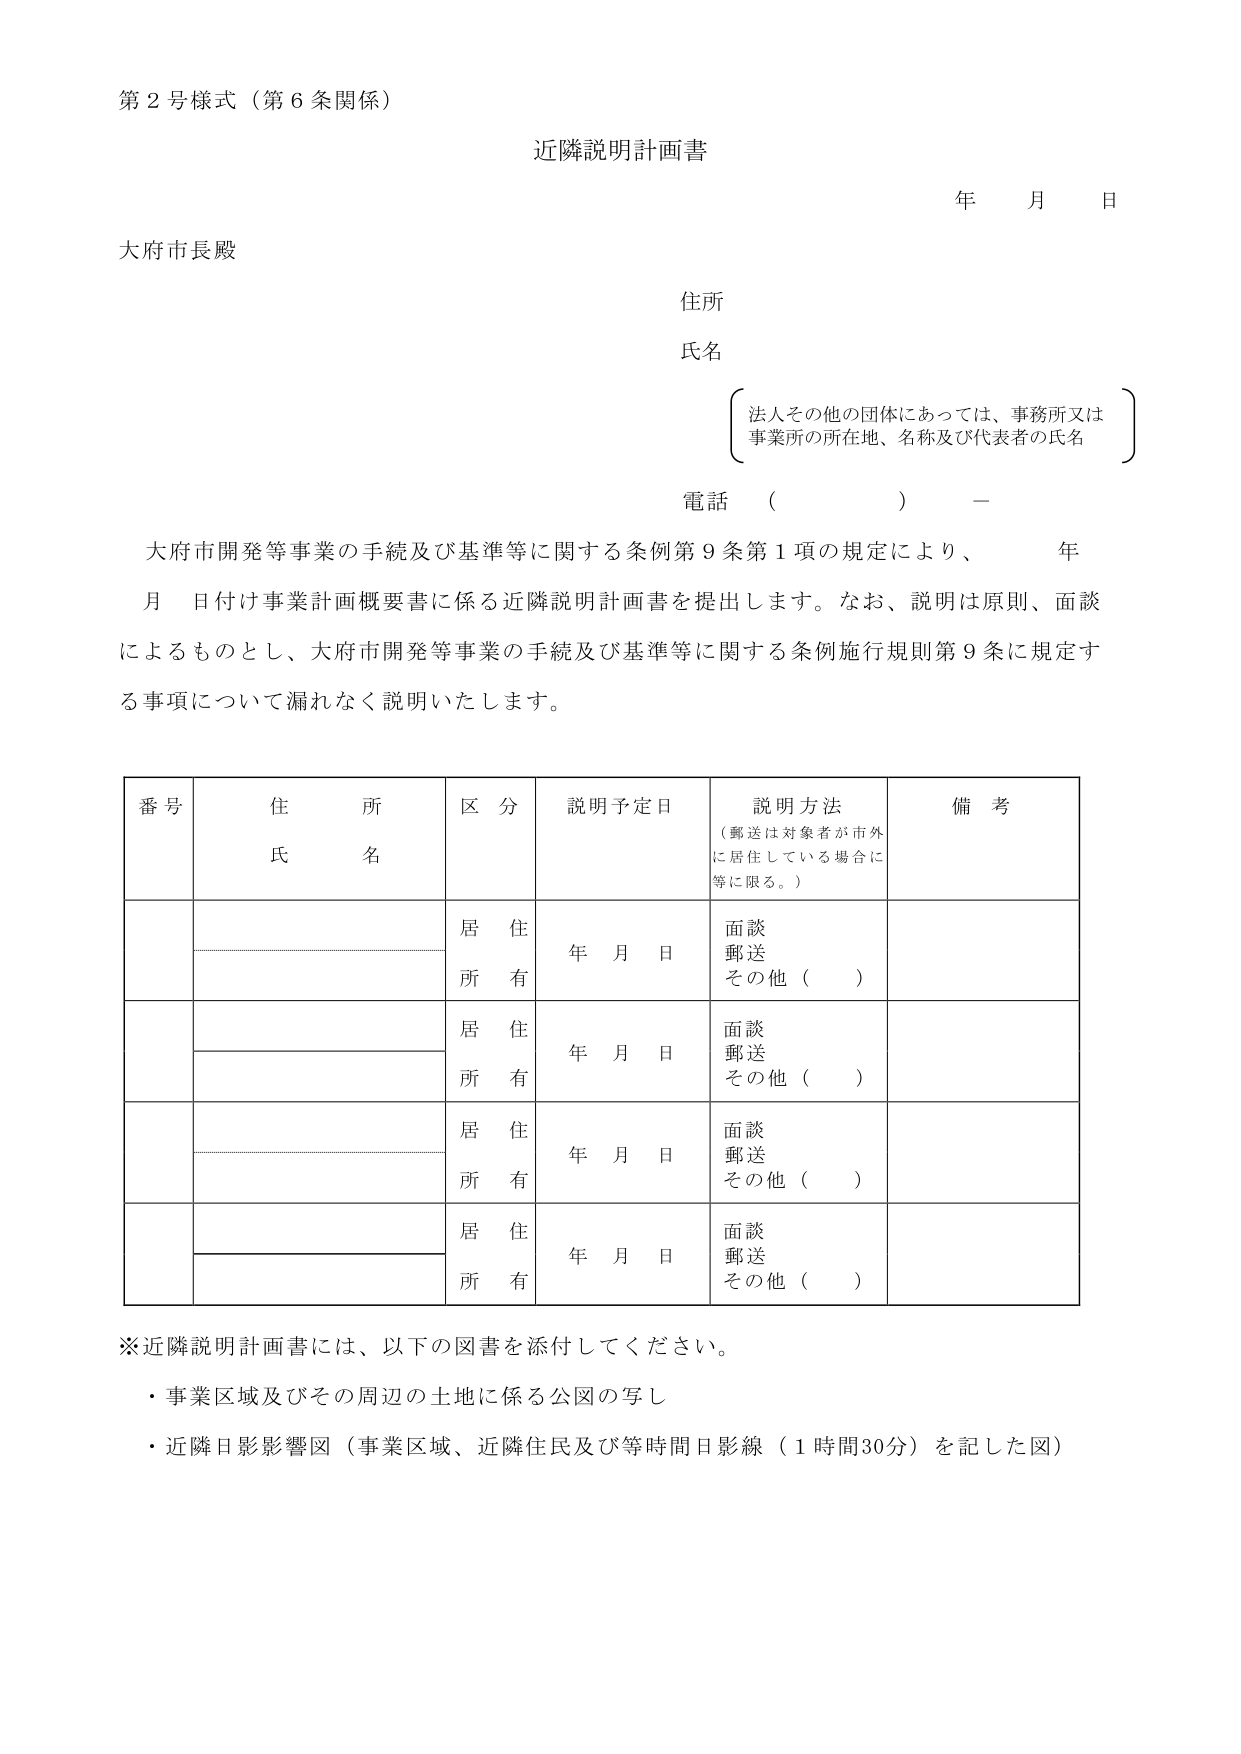 第２号様式（第６条関係）
近隣説明計画書
年　　月　　日
大府市長殿
住所
氏名
法人その他の団体にあっては、事務所又は
事業所の所在地、名称及び代表者の氏名
電話　（　　　　　）　　－
大府市開発等事業の手続及び基準等に関する条例第９条第１項の規定により、　　　年
月　日付け事業計画概要書に係る近隣説明計画書を提出します。なお、説明は原則、面談
によるものとし、大府市開発等事業の手続及び基準等に関する条例施行規則第９条に規定す
る事項について漏れなく説明いたします。
番号　住　　　所　区　分　説明予定日　説明方法　備　考
氏　　　名
（郵送は対象者が市外
に居住している場合に
等に限る。）
居　住
所　有
年　月　日
面談
郵送
その他（　　）
居　住
所　有
年　月　日
面談
郵送
その他（　　）
居　住
所　有
年　月　日
面談
郵送
その他（　　）
居　住
所　有
年　月　日
面談
郵送
その他（　　）
※近隣説明計画書には、以下の図書を添付してください。
・事業区域及びその周辺の土地に係る公図の写し
・近隣日影影響図（事業区域、近隣住民及び等時間日影線（１時間30分）を記した図）